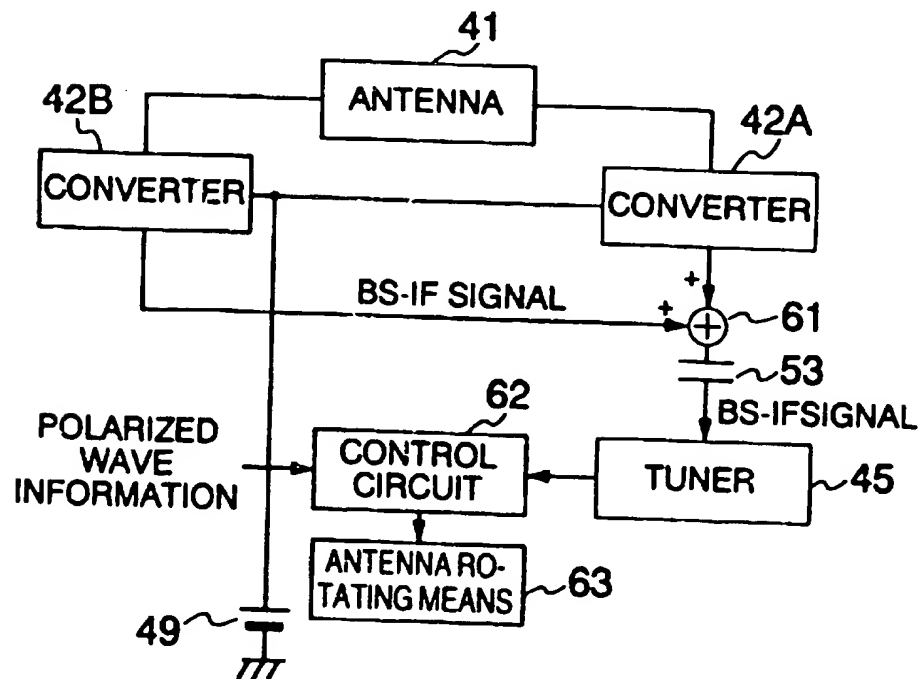 41
ANTENNA
42B
CONVERTER
42A
CONVERTER
BS-IF SIGNAL
+
+
61
53
BS-IFSIGNAL
POLARIZED
WAVE
INFORMATION
62
CONTROL
CIRCUIT
TUNER
45
ANTENNA RO-
TATING MEANS
63
49